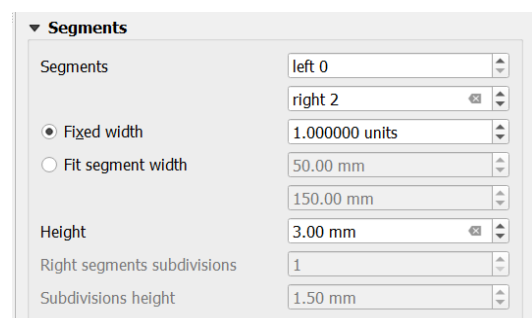 Segments
Segments left 0
right 2
Fixed width 1.000000 units
Fit segment width 50.00 mm
150.00 mm
Height 3.00 mm
Right segments subdivisions 1
Subdivisions height 1.50 mm